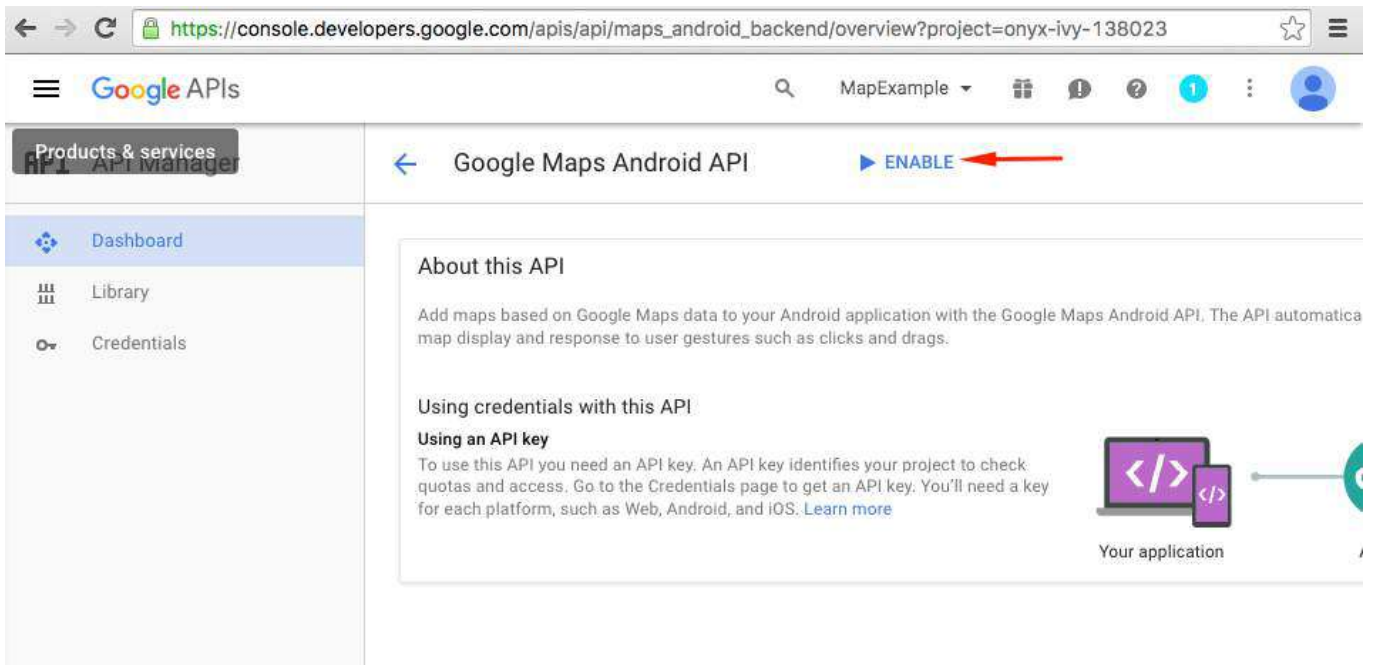 https://console.developers.google.com/apis/api/maps_android_backend/overview?project=onyx-ivy-138023
Google APIs
MapExample
1
Products & services
API API Manager
Google Maps Android API
ENABLE
Dashboard
Library
Credentials
About this API
Add maps based on Google Maps data to your Android application with the Google Maps Android API. The API automatica
map display and response to user gestures such as clicks and drags.
Using credentials with this API
Using an API key
To use this API you need an API key. An API key identifies your project to check
quotas and access. Go to the Credentials page to get an API key. You'll need a key
for each platform, such as Web, Android, and iOS. Learn more
</>
</>
Your application